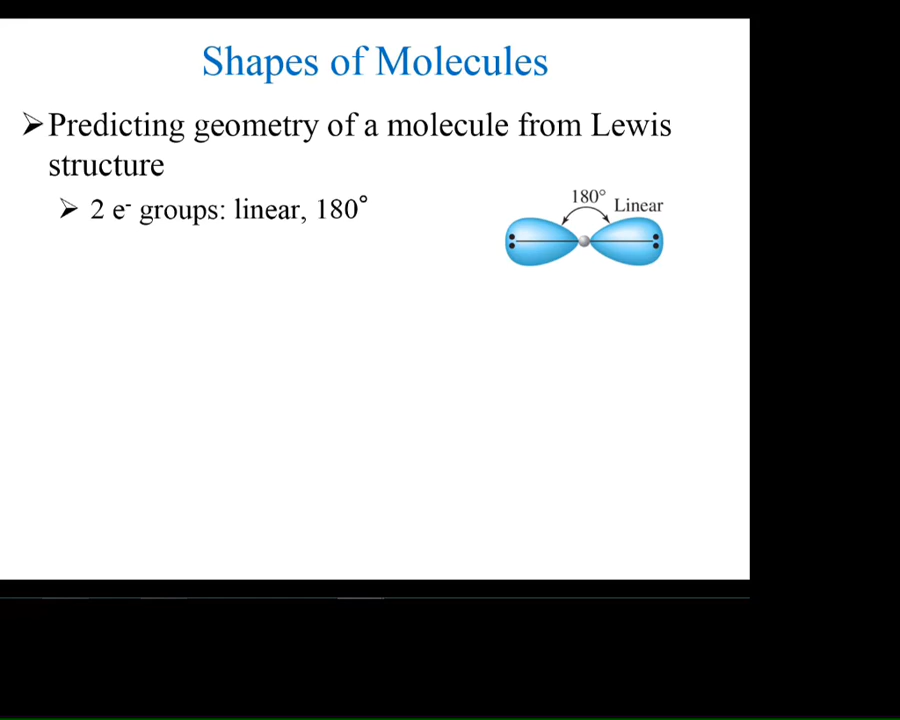 Shapes of Molecules
➢Predicting geometry of a molecule from Lewis
structure
➢ 2 e⁻ groups: linear, 180°
180°
Linear